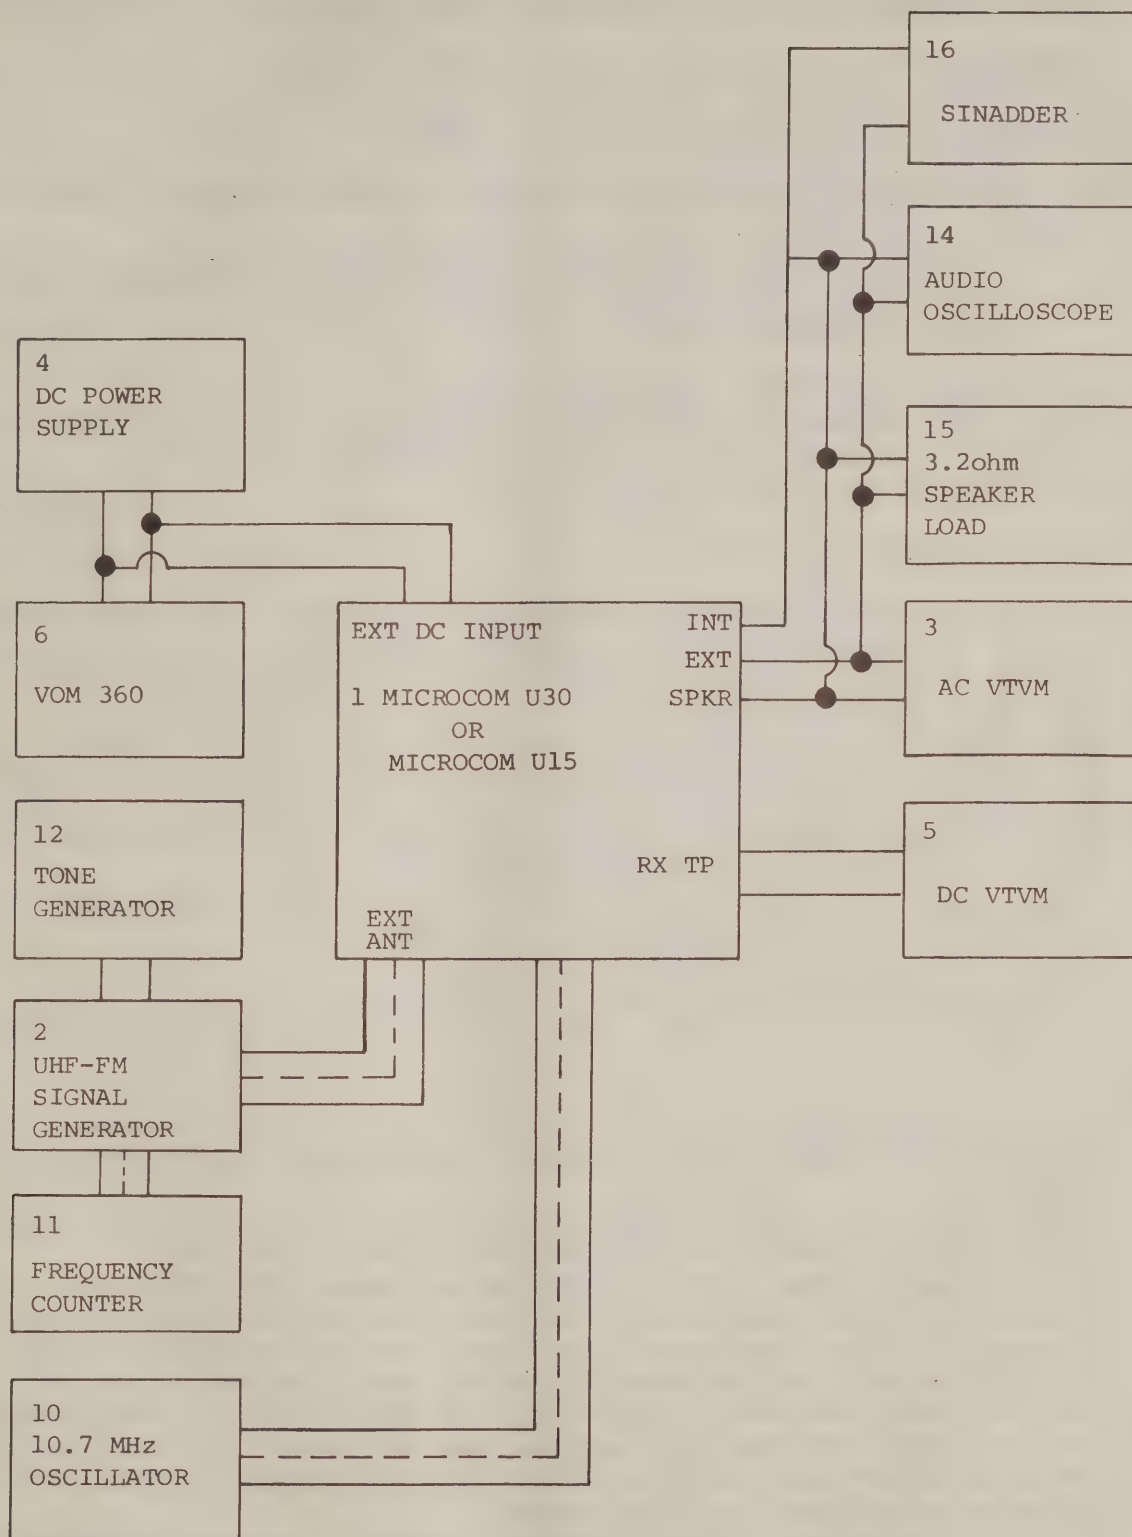 16
SINADDER
14
AUDIO
OSCILLOSCOPE
4
DC POWER
SUPPLY
15
3.2ohm
SPEAKER
LOAD
6
VOM 360
EXT DC INPUT
INT
EXT
SPKR
1 MICROCOM U30
OR
MICROCOM U15
RX TP
EXT
ANT
3
AC VTVM
12
TONE
GENERATOR
5
DC VTVM
2
UHF-FM
SIGNAL
GENERATOR
11
FREQUENCY
COUNTER
10
10.7 MHz
OSCILLATOR